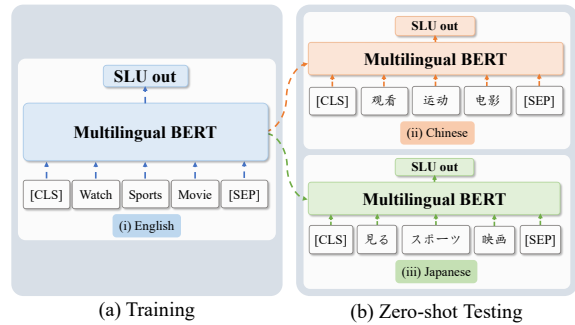 SLU out
Multilingual BERT
[CLS] Watch Sports Movie [SEP]
(i) English
(a) Training
SLU out
Multilingual BERT
[CLS] 观看 运动 电影 [SEP]
(ii) Chinese
SLU out
Multilingual BERT
[CLS] 見る スポーツ 映画 [SEP]
(iii) Japanese
(b) Zero-shot Testing